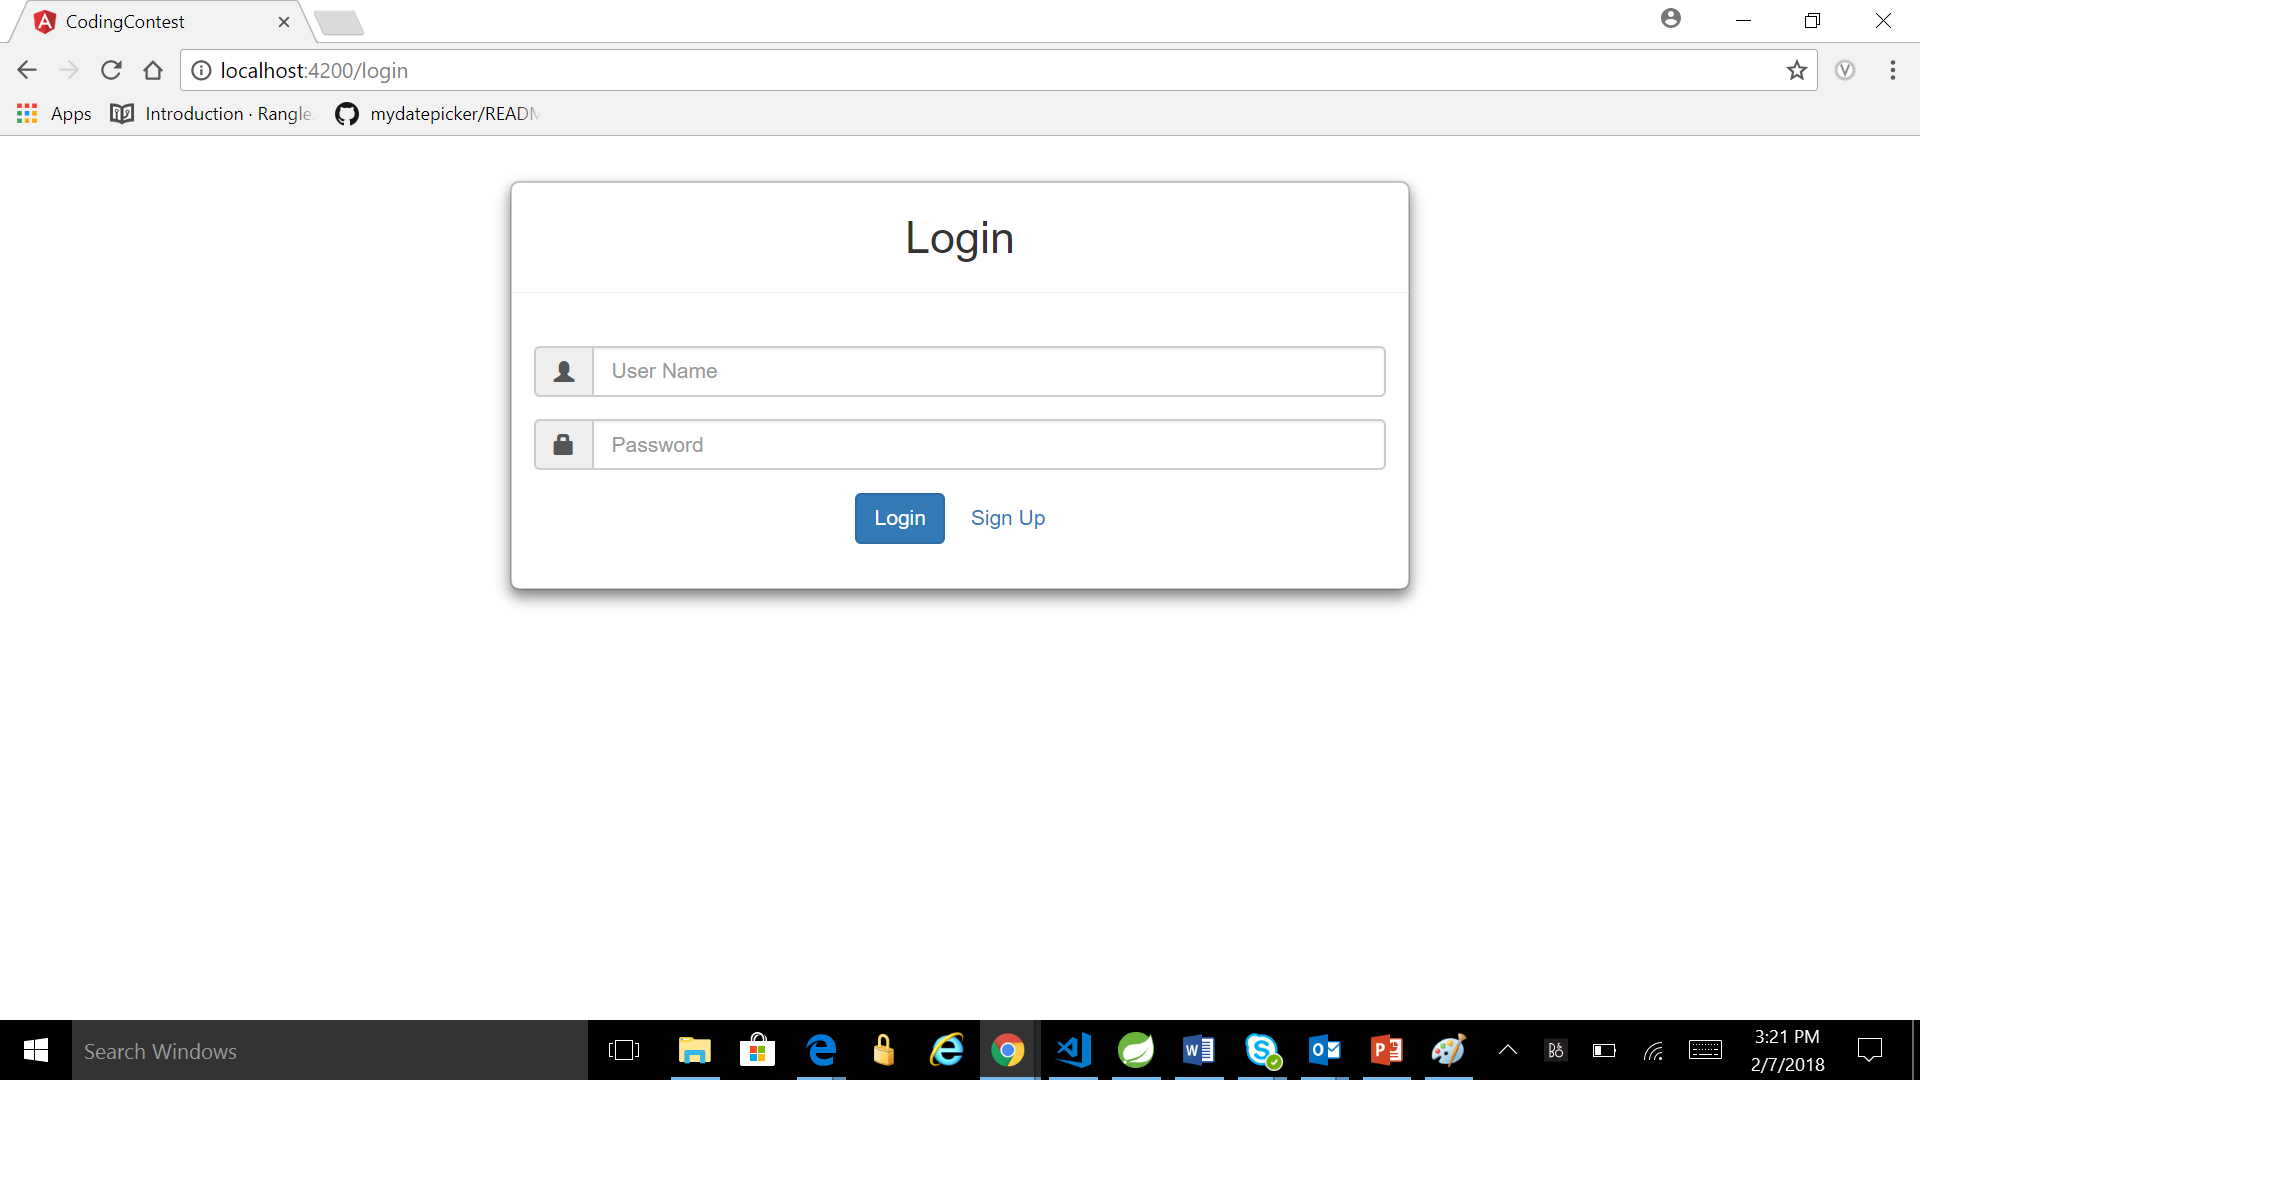 CodingContest
localhost:4200/login
Apps Introduction · Rangle mydatepicker/READM
Login
User Name
Password
Login Sign Up
Search Windows
3:21 PM
2/7/2018